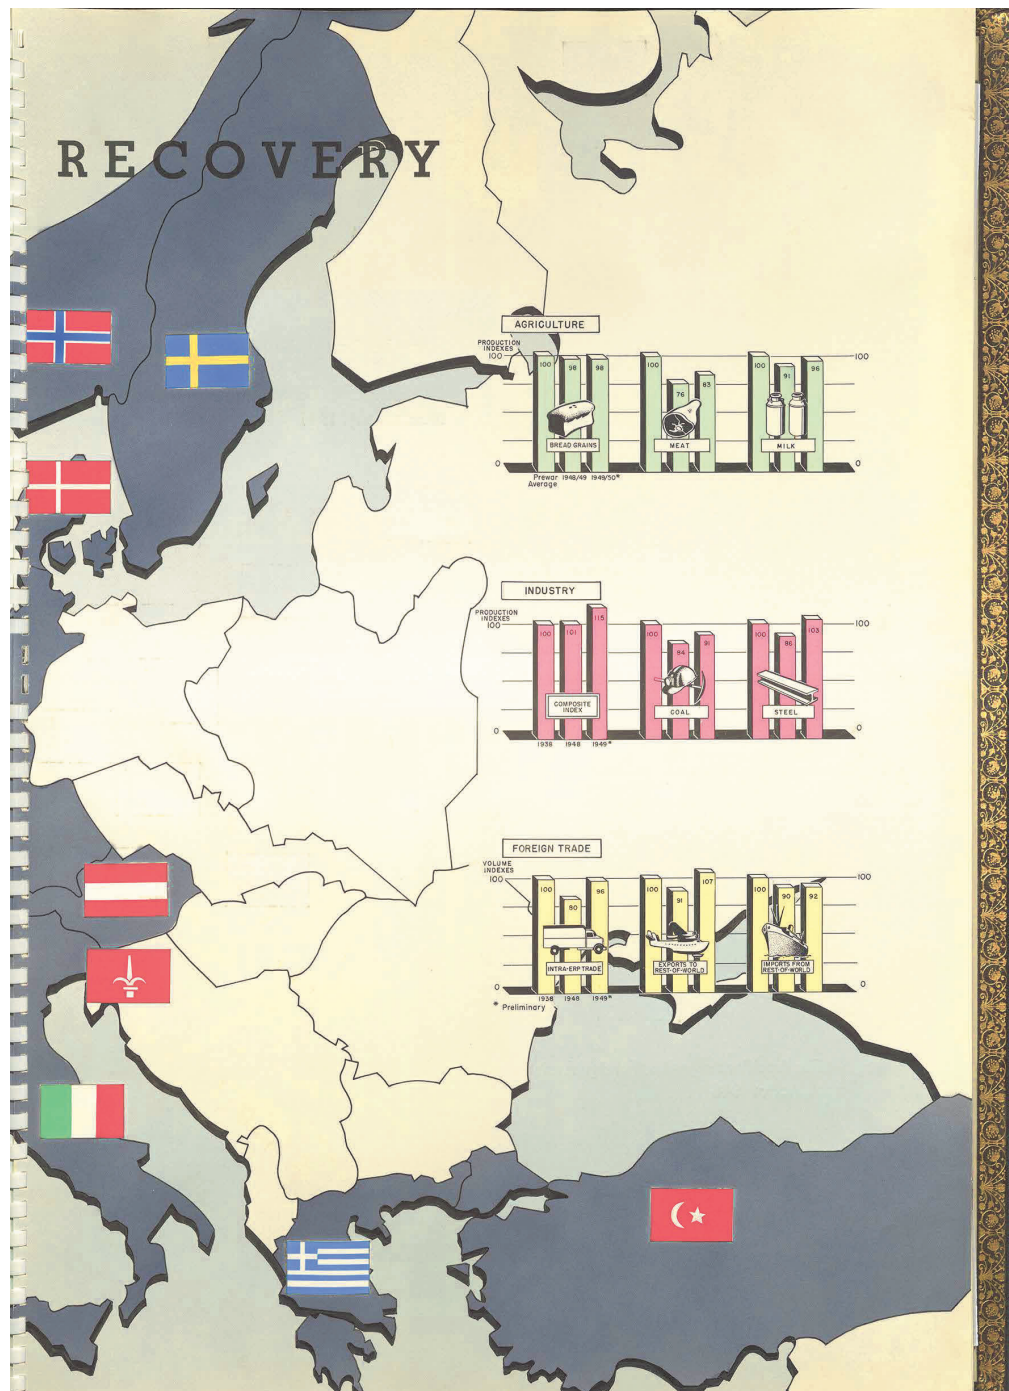 RECOVERY
AGRICULTURE
PRODUCTION
INDEXES
100
100
100 98 98
100 76 83
100 91 96
BREAD GRAINS
MEAT
MILK
0
0
Prewar 1948/49 1949/50*
Average
INDUSTRY
PRODUCTION
INDEXES
100
100
100 101 115
100 84 91
100 86 103
COMPOSITE
INDEX
COAL
STEEL
0
0
1938 1948 1949*
FOREIGN TRADE
VOLUME
INDEXES
100
100
100 80 96
100 91 107
100 90 92
INTRA-ERP TRADE
EXPORTS TO
REST-OF-WORLD
IMPORTS FROM
REST-OF-WORLD
0
0
1938 1948 1949*
* Preliminary